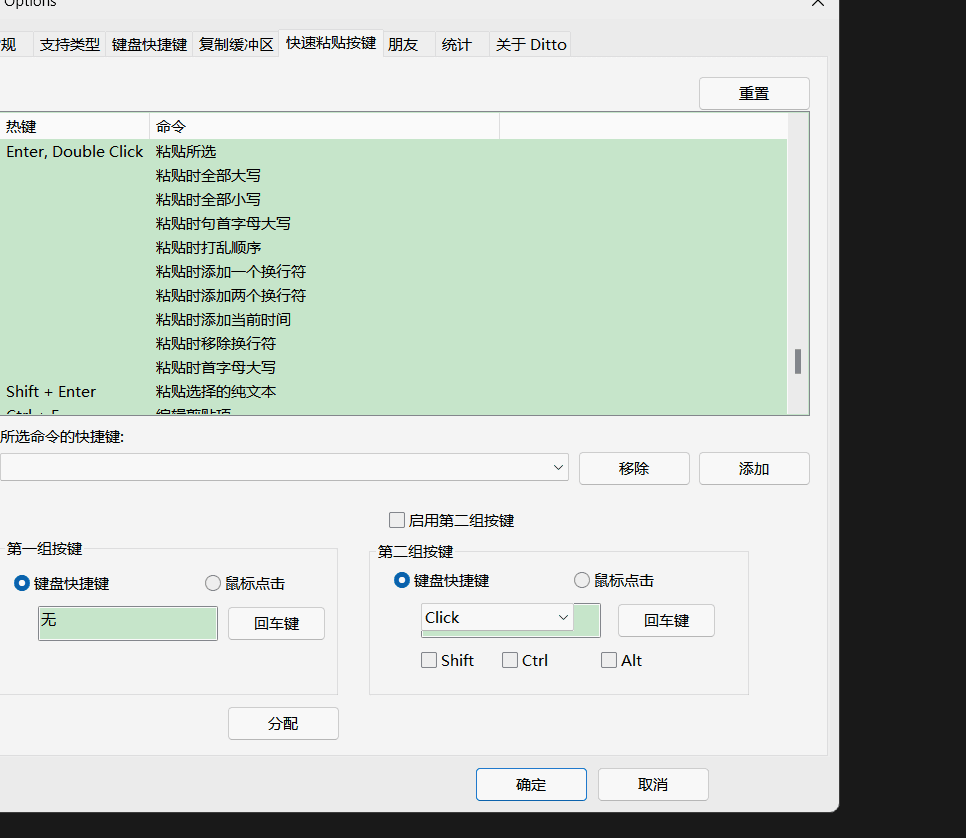 Options
规 支持类型 键盘快捷键 复制缓冲区 快速粘贴按键 朋友 统计 关于 Ditto
重置
热键 命令
Enter, Double Click 粘贴所选
粘贴时全部大写
粘贴时全部小写
粘贴时句首字母大写
粘贴时打乱顺序
粘贴时添加一个换行符
粘贴时添加两个换行符
粘贴时添加当前时间
粘贴时移除换行符
粘贴时首字母大写
Shift + Enter 粘贴选择的纯文本
Ctrl + E 编辑剪贴项
所选命令的快捷键:
移除 添加
启用第二组按键
第一组按键
键盘快捷键 鼠标点击
无 回车键
第二组按键
键盘快捷键 鼠标点击
Click 回车键
Shift Ctrl Alt
分配
确定 取消